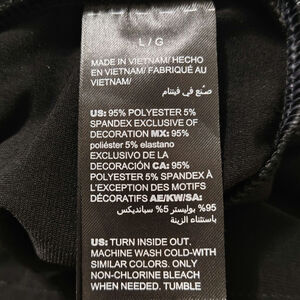 L / G
MADE IN VIETNAM/ HECHO
EN VIETNAM/ FABRIQUÉ AU
VIETNAM/
صنع في فيتنام
US: 95% POLYESTER 5%
SPANDEX EXCLUSIVE OF
DECORATION MX: 95%
poliéster 5% elastano
EXCLUSIVO DE LA
DECORACIÓN CA: 95%
POLYESTER 5% SPANDEX À
L'EXCEPTION DES MOTIFS
DÉCORATIFS AE/KW/SA:
95% بوليستر 5% سبانديكس
باستثناء الزينة
US: TURN INSIDE OUT.
MACHINE WASH COLD-WITH
SIMILAR COLORS. ONLY
NON-CHLORINE BLEACH
WHEN NEEDED. TUMBLE